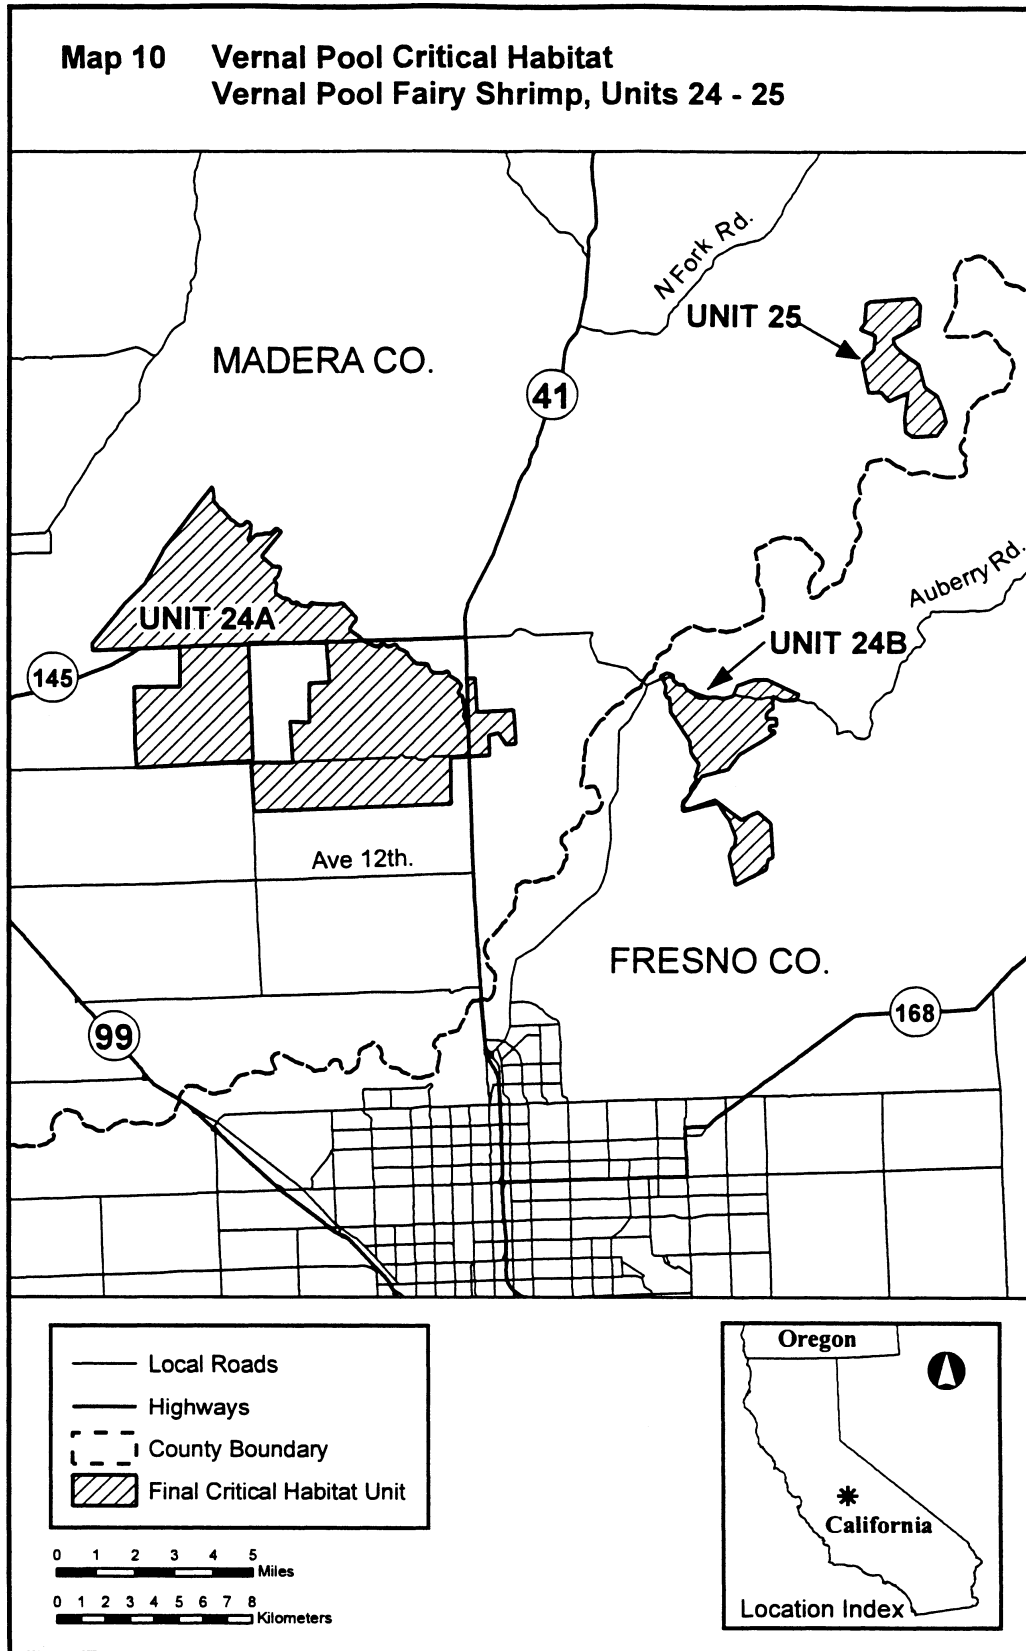 Map 10 Vernal Pool Critical Habitat
Vernal Pool Fairy Shrimp, Units 24 - 25
N Fork Rd.
UNIT 25
MADERA CO.
41
Auberry Rd.
UNIT 24A
UNIT 24B
145
Ave 12th.
FRESNO CO.
168
99
Local Roads
Highways
County Boundary
Final Critical Habitat Unit
0 1 2 3 4 5
Miles
0 1 2 3 4 5 6 7 8
Kilometers
Oregon
California
Location Index